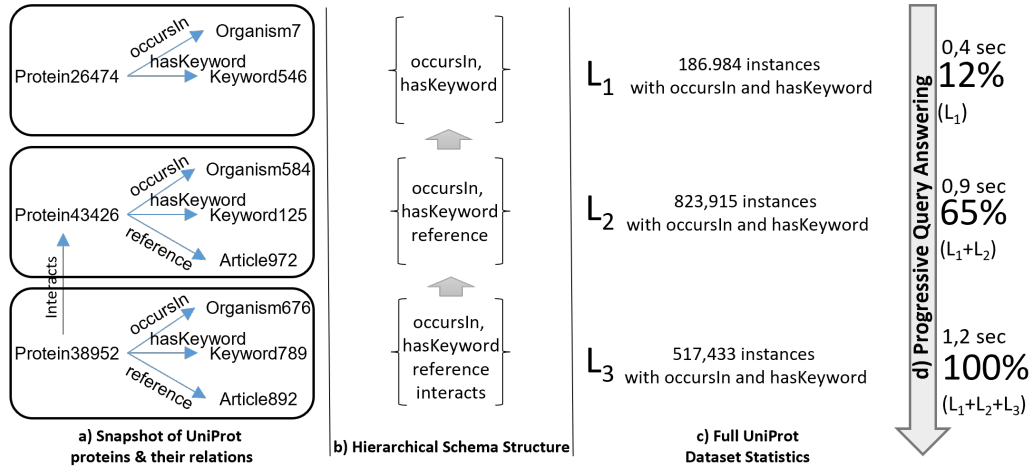 occursIn
Organism7
hasKeyword
Protein26474
Keyword546
occursIn
Organism584
hasKeyword
Protein43426
Keyword125
reference
Article972
Interacts
occursIn
Organism676
hasKeyword
Protein38952
Keyword789
reference
Article892
a) Snapshot of UniProt
proteins & their relations
occursIn,
hasKeyword
occursIn,
hasKeyword
reference
occursIn,
hasKeyword
reference
interacts
b) Hierarchical Schema Structure
L1
186.984 instances
with occursIn and hasKeyword
L2
823,915 instances
with occursIn and hasKeyword
L3
517,433 instances
with occursIn and hasKeyword
c) Full UniProt
Dataset Statistics
d) Progressive Query Answering
0,4 sec
12%
(L1)
0,9 sec
65%
(L1+L2)
1,2 sec
100%
(L1+L2+L3)